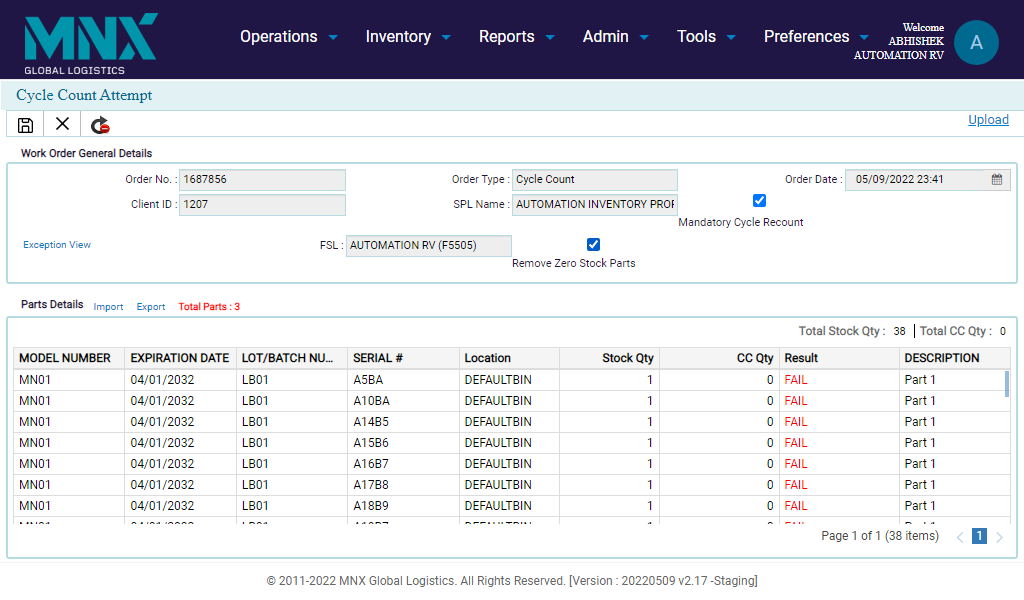 MNX
GLOBAL LOGISTICS
Operations Inventory Reports Admin Tools Preferences
Welcome
ABHISHEK
AUTOMATION RV
A
Cycle Count Attempt
Upload
Work Order General Details
Order No. : 1687856 Order Type : Cycle Count Order Date : 05/09/2022 23:41
Client ID : 1207 SPL Name : AUTOMATION INVENTORY PROF
Mandatory Cycle Recount
Exception View FSL : AUTOMATION RV (F5505)
Remove Zero Stock Parts
Parts Details Import Export Total Parts : 3
Total Stock Qty : 38 Total CC Qty : 0
MODEL NUMBER EXPIRATION DATE LOT/BATCH NU... SERIAL # Location Stock Qty CC Qty Result DESCRIPTION
MN01 04/01/2032 LB01 A5BA DEFAULTBIN 1 0 FAIL Part 1
MN01 04/01/2032 LB01 A10BA DEFAULTBIN 1 0 FAIL Part 1
MN01 04/01/2032 LB01 A14B5 DEFAULTBIN 1 0 FAIL Part 1
MN01 04/01/2032 LB01 A15B6 DEFAULTBIN 1 0 FAIL Part 1
MN01 04/01/2032 LB01 A16B7 DEFAULTBIN 1 0 FAIL Part 1
MN01 04/01/2032 LB01 A17B8 DEFAULTBIN 1 0 FAIL Part 1
MN01 04/01/2032 LB01 A18B9 DEFAULTBIN 1 0 FAIL Part 1
Page 1 of 1 (38 items) 1
© 2011-2022 MNX Global Logistics. All Rights Reserved. [Version : 20220509 v2.17 -Staging]